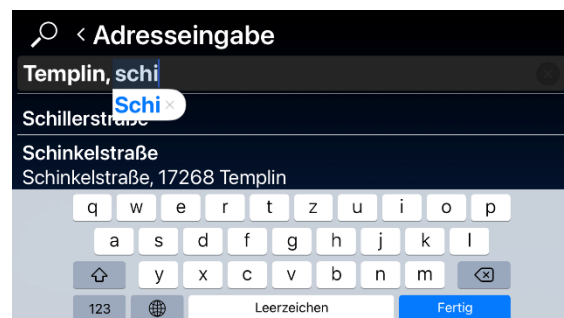 < Adresseingabe
Templin, schi
Schi ×
Schillerstraße
Schinkelstraße
Schinkelstraße, 17268 Templin
q w e r t z u i o p
a s d f g h j k l
y x c v b n m
123 Leerzeichen Fertig